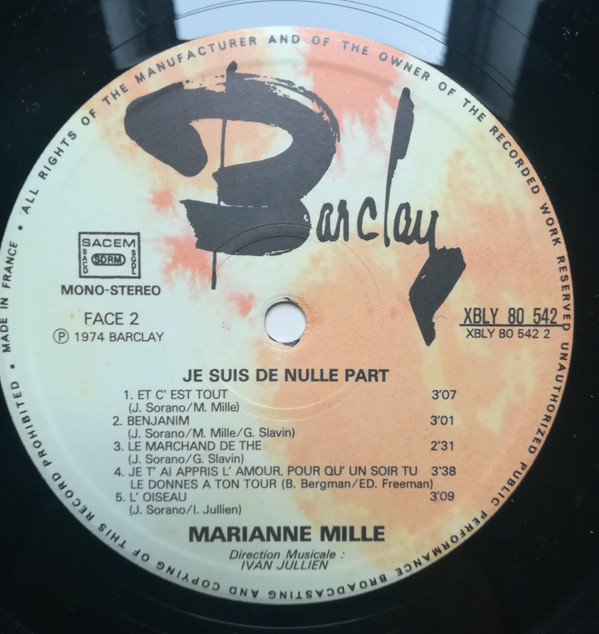 ALL RIGHTS OF THE MANUFACTURER AND OF THE OWNER OF THE RECORDED WORK RESERVED UNAUTHORIZED PUBLIC PERFORMANCE BROADCASTING AND COPYING OF THIS RECORD PROHIBITED • MADE IN FRANCE •
Barclay
SACEM
SACD SDRM SGDL
MONO-STEREO
FACE 2
Ⓟ 1974 BARCLAY
XBLY 80 542
XBLY 80 542 2
JE SUIS DE NULLE PART
1. ET C' EST TOUT 3'07
(J. Sorano/M. Mille)
2. BENJANIM 3'01
(J. Sorano/M. Mille/G. Slavin)
3. LE MARCHAND DE THE 2'31
(J. Sorano/G. Slavin)
4. JE T' AI APPRIS L' AMOUR, POUR QU' UN SOIR TU 3'38
LE DONNES A TON TOUR (B. Bergman/ED. Freeman)
5. L' OISEAU 3'09
(J. Sorano/I. Jullien)
MARIANNE MILLE
Direction Musicale :
IVAN JULLIEN